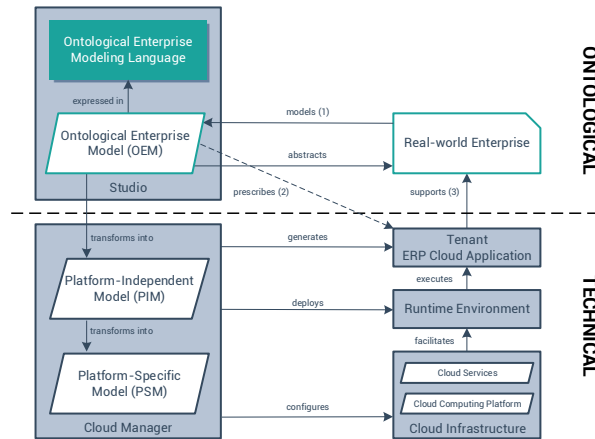 Ontological Enterprise
Modeling Language
expressed in
Ontological Enterprise
Model (OEM)
Studio
models (1)
abstracts
prescribes (2)
Real-world Enterprise
supports (3)
ONTOLOGICAL
transforms into
generates
Tenant
ERP Cloud Application
executes
Platform-Independent
Model (PIM)
deploys
Runtime Environment
transforms into
facilitates
Platform-Specific
Model (PSM)
Cloud Services
Cloud Computing Platform
configures
Cloud Manager
Cloud Infrastructure
TECHNICAL